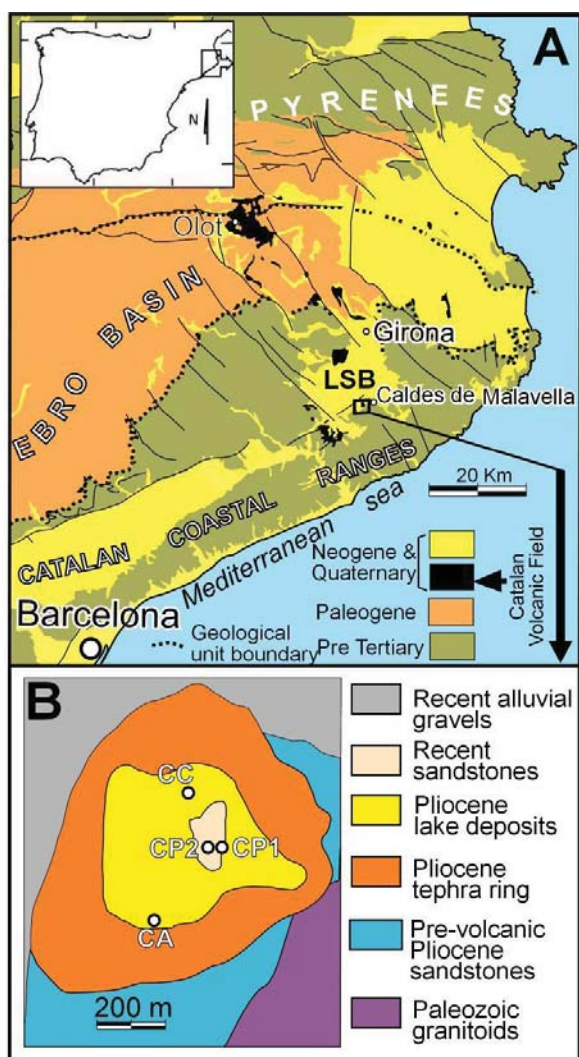 A
N
PYRENEES
Olot
EBRO BASIN
Girona
LSB
Caldes de Malavella
CATALAN COASTAL RANGES
Mediterranean sea
20 Km
Barcelona
Geological
unit boundary
Neogene &
Quaternary
Paleogene
Pre Tertiary
Catalan
Volcanic Field
B
CC
CP2
CP1
CA
200 m
Recent alluvial
gravels
Recent
sandstones
Pliocene
lake deposits
Pliocene
tephra ring
Pre-volcanic
Pliocene
sandstones
Paleozoic
granitoids